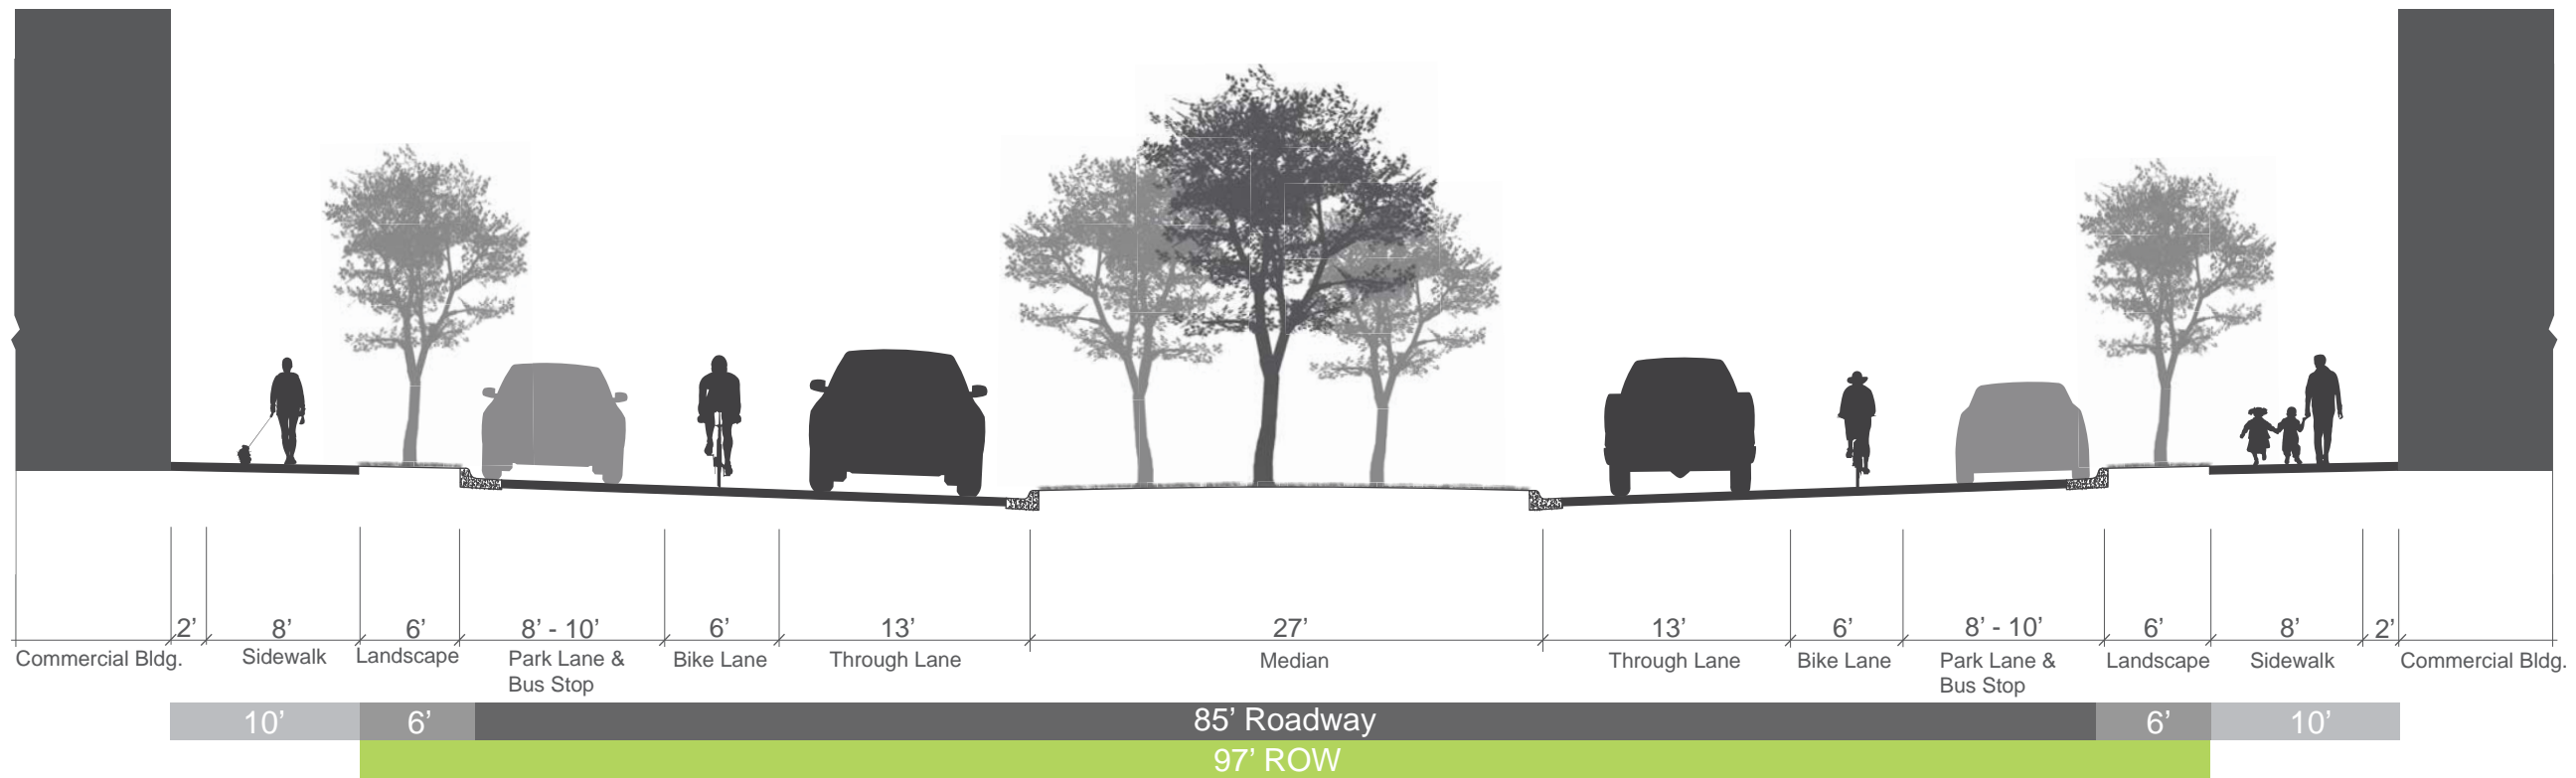 2’ 8’ 6’ 8’ - 10’ 6’ 13’ 27’ 13’ 6’ 8’ - 10’ 6’ 8’ 2’
Commercial Bldg. Sidewalk Landscape Park Lane & Bike Lane Through Lane Median Through Lane Bike Lane Park Lane & Landscape Sidewalk Commercial Bldg.
Bus Stop Bus Stop
10’ 6’ 85’ Roadway 6’ 10’
97’ ROW